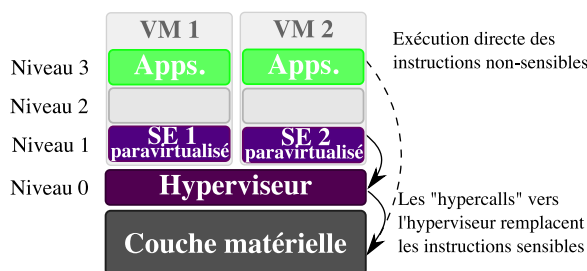 VM 1
VM 2
Exécution directe des
instructions non-sensibles
Niveau 3
Apps.
Apps.
Niveau 2
Niveau 1
SE 1
paravirtualisé
SE 2
paravirtualisé
Niveau 0
Hyperviseur
Les "hypercalls" vers
l'hyperviseur remplacent
les instructions sensibles
Couche matérielle